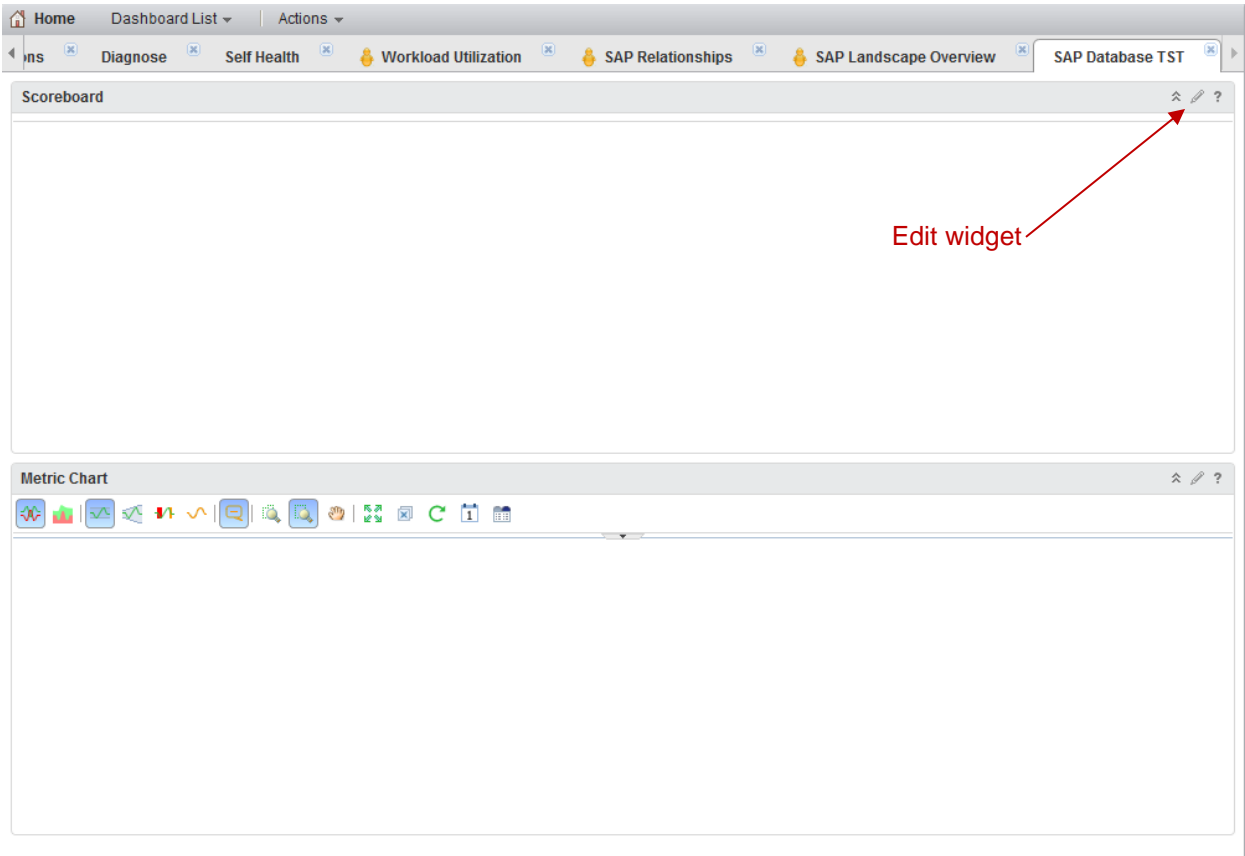 Home Dashboard List Actions
ons Diagnose Self Health Workload Utilization SAP Relationships SAP Landscape Overview SAP Database TST
Scoreboard ?
Edit widget
Metric Chart ?
1